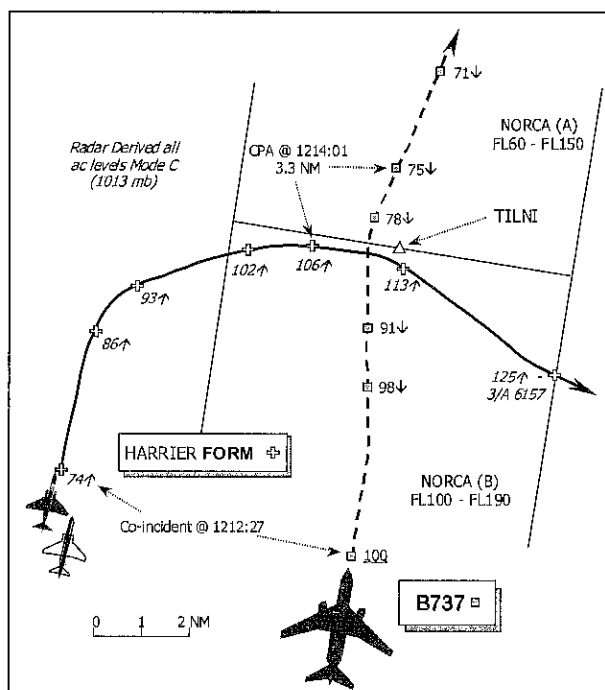 71↓
NORCA (A)
FL60 - FL150
Radar Derived all
ac levels Mode C
(1013 mb)
CPA @ 1214:01
3.3 NM
75↓
78↓
TILNI
102↑
106↑
113↑
93↑
86↑
91↓
98↓
125↑ -
3/A 6157
HARRIER FORM
74↑
NORCA (B)
FL100 - FL190
Co-incident @ 1212:27
100
B737
0 1 2 NM